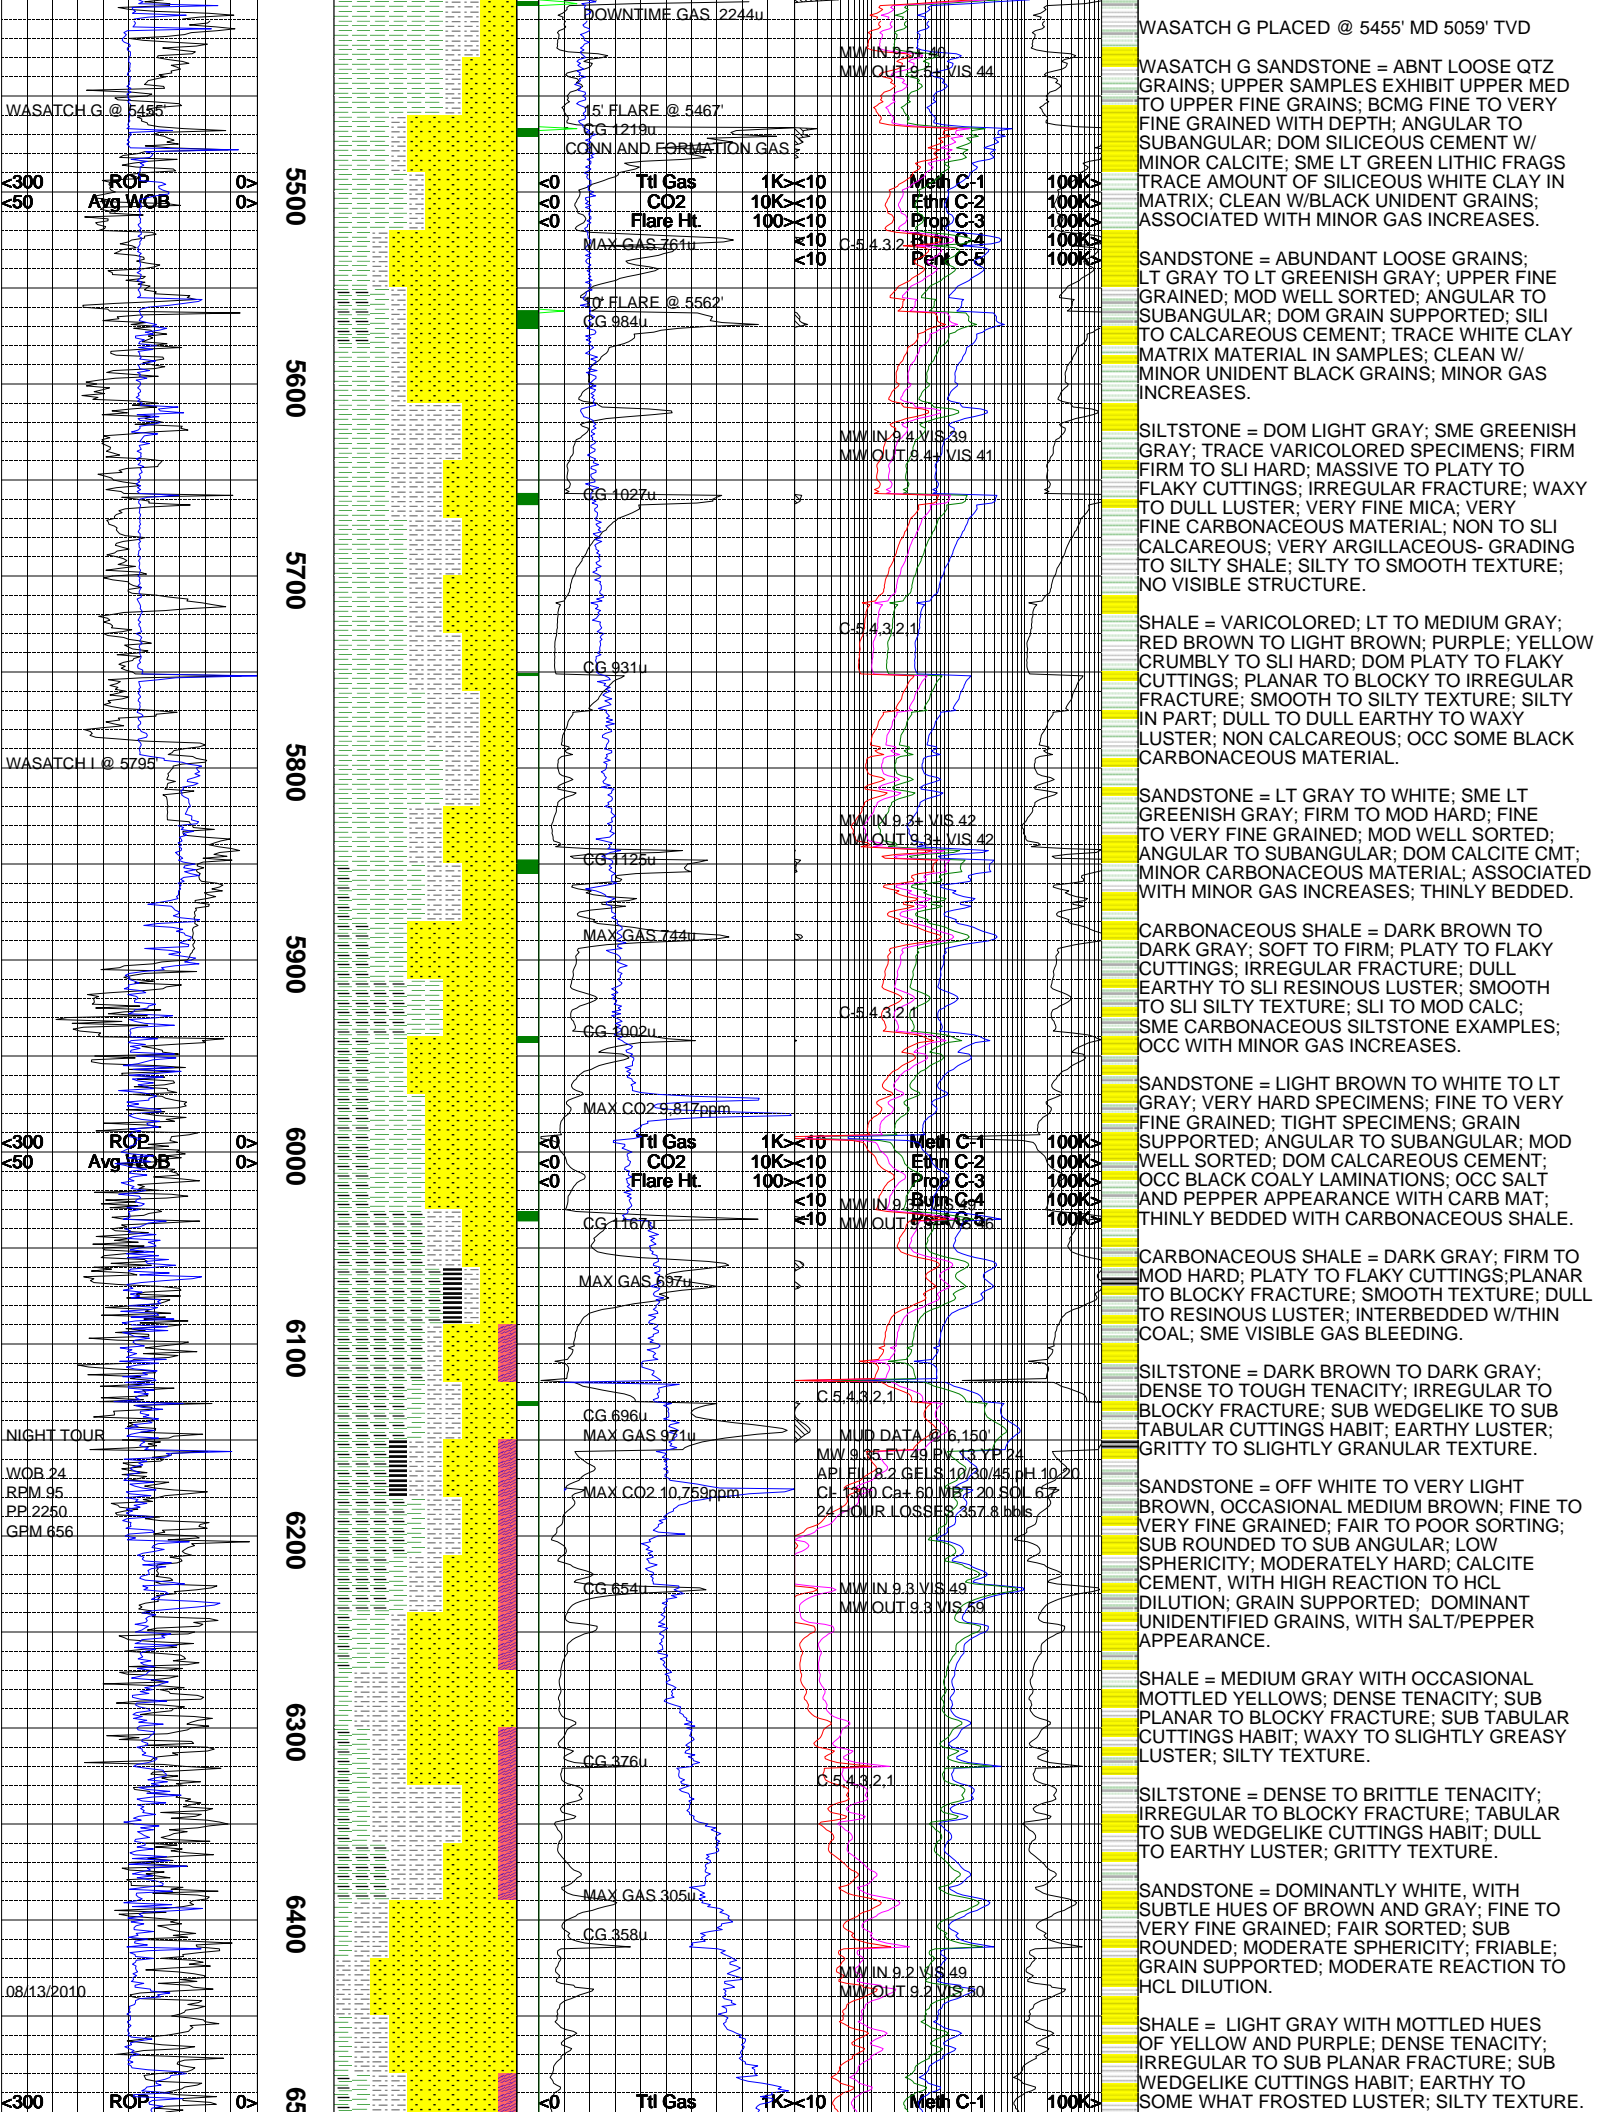 DOWNTIME GAS 2244u
MW IN 9.5+ 40
MW OUT 9.5+ VIS 44
WASATCH G @ 5455'
15' FLARE @ 5467'
CG 1219u
CONN AND FORMATION GAS
<300 ROP 0>
<50 Avg WOB 0>
5500
<0 Ttl Gas 1K>
<0 CO2 10K>
<0 Flare Ht. 100>
<10 Meth C-1 100K>
<10 Ethn C-2 100K>
<10 Prop C-3 100K>
<10 Butn C-4 100K>
<10 Pent C-5 100K>
MAX GAS 761u
C-5,4,3,2
10' FLARE @ 5562'
CG 984u
5600
MW IN 9.4 VIS 39
MW OUT 9.4+ VIS 41
CG 1027u
5700
C-5,4,3,2,1
CG 931u
WASATCH I @ 5795'
5800
MW IN 9.3+ VIS 42
MW OUT 9.3+ VIS 42
CG 1125u
MAX GAS 744u
5900
C-5,4,3,2,1
CG 1002u
MAX CO2 9,817ppm
<300 ROP 0>
<50 Avg WOB 0>
6000
<0 Ttl Gas 1K>
<0 CO2 10K>
<0 Flare Ht. 100>
<10 Meth C-1 100K>
<10 Ethn C-2 100K>
<10 Prop C-3 100K>
<10 Butn C-4 100K>
<10 100K>
MW IN
MW OUT
CG 1167u
MAX GAS 697u
6100
C-5,4,3,2,1
CG 696u
MAX GAS 971u
NIGHT TOUR
WOB 24
RPM 95
PP 2250
GPM 656
MUD DATA @ 6,150'
MW 9.35 FV 49 PV 13 YP 24
API FIL 8.2 GELS 10/30/45 pH 10.20
Cl- 1300 Ca+ 60 MBT 20 SOL 6.7
24 HOUR LOSSES 357.8 bbls
MAX CO2 10,759ppm
6200
CG 654u
MW IN 9.3 VIS 49
MW OUT 9.3 VIS 59
6300
CG 376u
C-5,4,3,2,1
MAX GAS 305u
6400
CG 358u
MW IN 9.2 VIS 49
MW OUT 9.2 VIS 50
08/13/2010
<300 ROP 0>
65
<0 Ttl Gas 1K>
<10 Meth C-1 100K>
WASATCH G PLACED @ 5455' MD 5059' TVD
WASATCH G SANDSTONE = ABNT LOOSE QTZ
GRAINS; UPPER SAMPLES EXHIBIT UPPER MED
TO UPPER FINE GRAINS; BCMG FINE TO VERY
FINE GRAINED WITH DEPTH; ANGULAR TO
SUBANGULAR; DOM SILICEOUS CEMENT W/
MINOR CALCITE; SME LT GREEN LITHIC FRAGS
TRACE AMOUNT OF SILICEOUS WHITE CLAY IN
MATRIX; CLEAN W/BLACK UNIDENT GRAINS;
ASSOCIATED WITH MINOR GAS INCREASES.
SANDSTONE = ABUNDANT LOOSE GRAINS;
LT GRAY TO LT GREENISH GRAY; UPPER FINE
GRAINED; MOD WELL SORTED; ANGULAR TO
SUBANGULAR; DOM GRAIN SUPPORTED; SILI
TO CALCAREOUS CEMENT; TRACE WHITE CLAY
MATRIX MATERIAL IN SAMPLES; CLEAN W/
MINOR UNIDENT BLACK GRAINS; MINOR GAS
INCREASES.
SILTSTONE = DOM LIGHT GRAY; SME GREENISH
GRAY; TRACE VARICOLORED SPECIMENS; FIRM
FIRM TO SLI HARD; MASSIVE TO PLATY TO
FLAKY CUTTINGS; IRREGULAR FRACTURE; WAXY
TO DULL LUSTER; VERY FINE MICA; VERY
FINE CARBONACEOUS MATERIAL; NON TO SLI
CALCAREOUS; VERY ARGILLACEOUS- GRADING
TO SILTY SHALE; SILTY TO SMOOTH TEXTURE;
NO VISIBLE STRUCTURE.
SHALE = VARICOLORED; LT TO MEDIUM GRAY;
RED BROWN TO LIGHT BROWN; PURPLE; YELLOW
CRUMBLY TO SLI HARD; DOM PLATY TO FLAKY
CUTTINGS; PLANAR TO BLOCKY TO IRREGULAR
FRACTURE; SMOOTH TO SILTY TEXTURE; SILTY
IN PART; DULL TO DULL EARTHY TO WAXY
LUSTER; NON CALCAREOUS; OCC SOME BLACK
CARBONACEOUS MATERIAL.
SANDSTONE = LT GRAY TO WHITE; SME LT
GREENISH GRAY; FIRM TO MOD HARD; FINE
TO VERY FINE GRAINED; MOD WELL SORTED;
ANGULAR TO SUBANGULAR; DOM CALCITE CMT;
MINOR CARBONACEOUS MATERIAL; ASSOCIATED
WITH MINOR GAS INCREASES; THINLY BEDDED.
CARBONACEOUS SHALE = DARK BROWN TO
DARK GRAY; SOFT TO FIRM; PLATY TO FLAKY
CUTTINGS; IRREGULAR FRACTURE; DULL
EARTHY TO SLI RESINOUS LUSTER; SMOOTH
TO SLI SILTY TEXTURE; SLI TO MOD CALC;
SME CARBONACEOUS SILTSTONE EXAMPLES;
OCC WITH MINOR GAS INCREASES.
SANDSTONE = LIGHT BROWN TO WHITE TO LT
GRAY; VERY HARD SPECIMENS; FINE TO VERY
FINE GRAINED; TIGHT SPECIMENS; GRAIN
SUPPORTED; ANGULAR TO SUBANGULAR; MOD
WELL SORTED; DOM CALCAREOUS CEMENT;
OCC BLACK COALY LAMINATIONS; OCC SALT
AND PEPPER APPEARANCE WITH CARB MAT;
THINLY BEDDED WITH CARBONACEOUS SHALE.
CARBONACEOUS SHALE = DARK GRAY; FIRM TO
MOD HARD; PLATY TO FLAKY CUTTINGS;PLANAR
TO BLOCKY FRACTURE; SMOOTH TEXTURE; DULL
TO RESINOUS LUSTER; INTERBEDDED W/THIN
COAL; SME VISIBLE GAS BLEEDING.
SILTSTONE = DARK BROWN TO DARK GRAY;
DENSE TO TOUGH TENACITY; IRREGULAR TO
BLOCKY FRACTURE; SUB WEDGELIKE TO SUB
TABULAR CUTTINGS HABIT; EARTHY LUSTER;
GRITTY TO SLIGHTLY GRANULAR TEXTURE.
SANDSTONE = OFF WHITE TO VERY LIGHT
BROWN, OCCASIONAL MEDIUM BROWN; FINE TO
VERY FINE GRAINED; FAIR TO POOR SORTING;
SUB ROUNDED TO SUB ANGULAR; LOW
SPHERICITY; MODERATELY HARD; CALCITE
CEMENT, WITH HIGH REACTION TO HCL
DILUTION; GRAIN SUPPORTED; DOMINANT
UNIDENTIFIED GRAINS, WITH SALT/PEPPER
APPEARANCE.
SHALE = MEDIUM GRAY WITH OCCASIONAL
MOTTLED YELLOWS; DENSE TENACITY; SUB
PLANAR TO BLOCKY FRACTURE; SUB TABULAR
CUTTINGS HABIT; WAXY TO SLIGHTLY GREASY
LUSTER; SILTY TEXTURE.
SILTSTONE = DENSE TO BRITTLE TENACITY;
IRREGULAR TO BLOCKY FRACTURE; TABULAR
TO SUB WEDGELIKE CUTTINGS HABIT; DULL
TO EARTHY LUSTER; GRITTY TEXTURE.
SANDSTONE = DOMINANTLY WHITE, WITH
SUBTLE HUES OF BROWN AND GRAY; FINE TO
VERY FINE GRAINED; FAIR SORTED; SUB
ROUNDED; MODERATE SPHERICITY; FRIABLE;
GRAIN SUPPORTED; MODERATE REACTION TO
HCL DILUTION.
SHALE = LIGHT GRAY WITH MOTTLED HUES
OF YELLOW AND PURPLE; DENSE TENACITY;
IRREGULAR TO SUB PLANAR FRACTURE; SUB
WEDGELIKE CUTTINGS HABIT; EARTHY TO
SOME WHAT FROSTED LUSTER; SILTY TEXTURE.